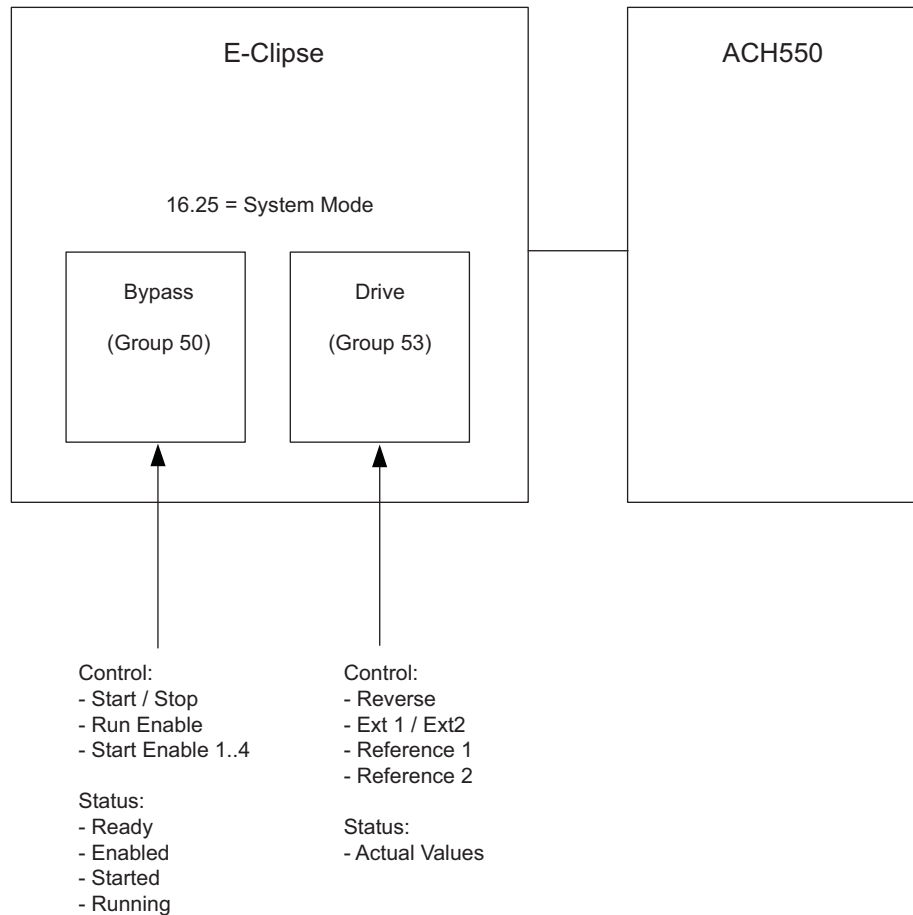 E-Clipse
ACH550
16.25 = System Mode
Bypass
(Group 50)
Drive
(Group 53)
Control:
- Start / Stop
- Run Enable
- Start Enable 1..4
Status:
- Ready
- Enabled
- Started
- Running
Control:
- Reverse
- Ext 1 / Ext2
- Reference 1
- Reference 2
Status:
- Actual Values